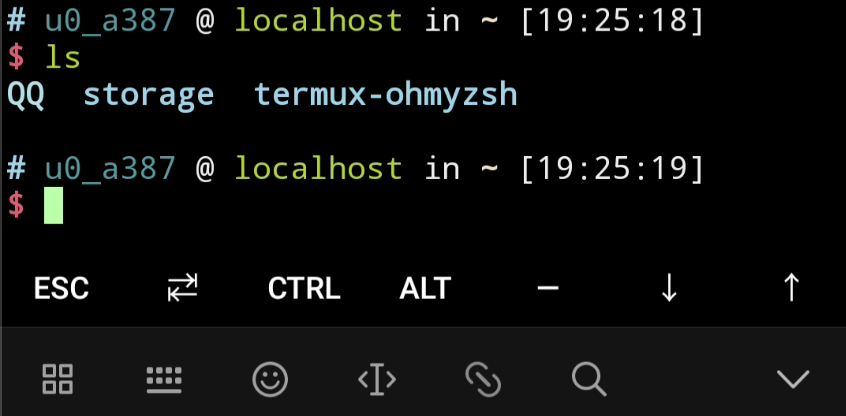 # u0_a387 @ localhost in ~ [19:25:18]
$ ls
QQ  storage  termux-ohmyzsh
# u0_a387 @ localhost in ~ [19:25:19]
$
ESC ⇄ CTRL ALT — ↓ ↑